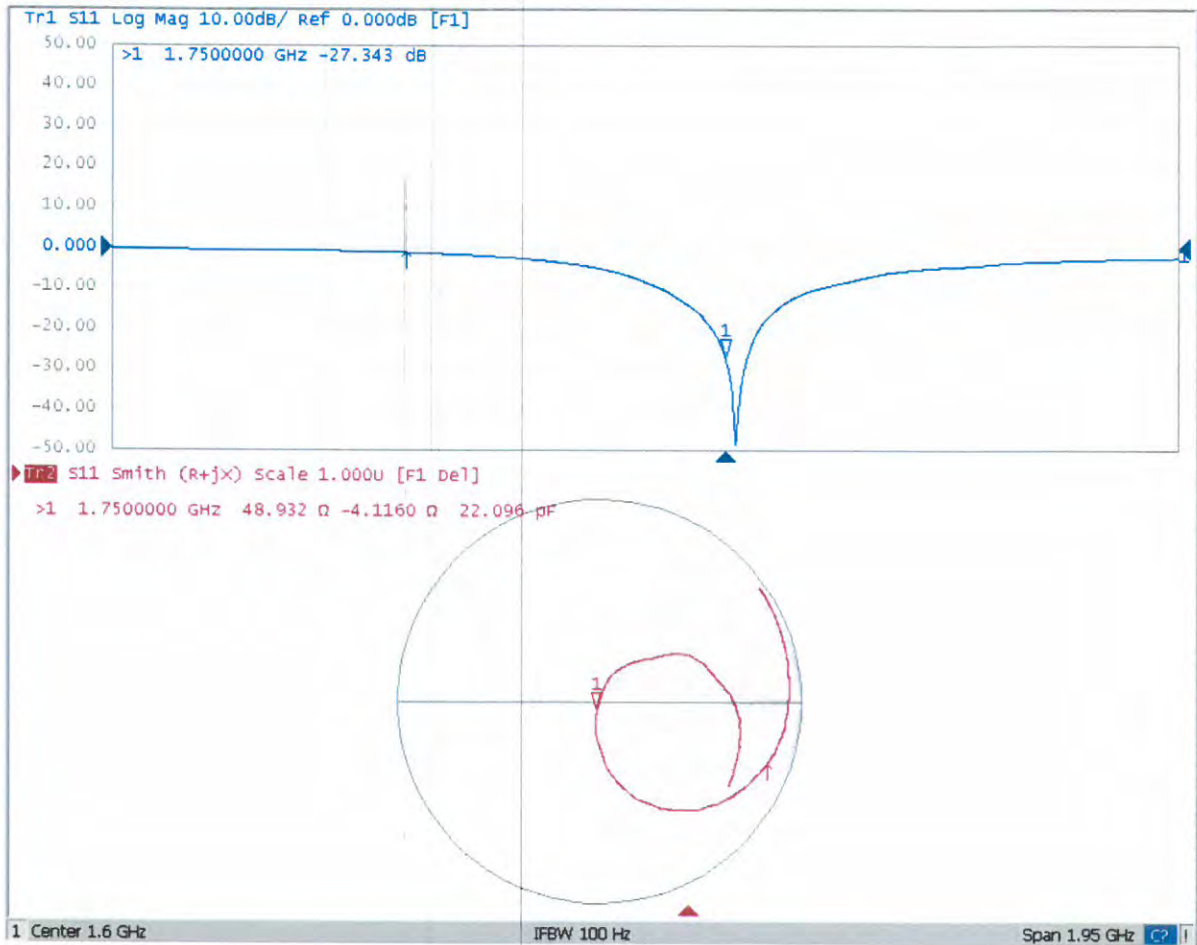 Tr1 S11 Log Mag 10.00dB/ Ref 0.000dB [F1]
50.00
>1 1.7500000 GHz -27.343 dB
40.00
30.00
20.00
10.00
0.000
-10.00
-20.00
1
-30.00
-40.00
-50.00
Tr2 S11 Smith (R+jX) Scale 1.000U [F1 Del]
>1 1.7500000 GHz 48.932 Ω -4.1160 Ω 22.096 pF
1
1 Center 1.6 GHz IFBW 100 Hz Span 1.95 GHz C?